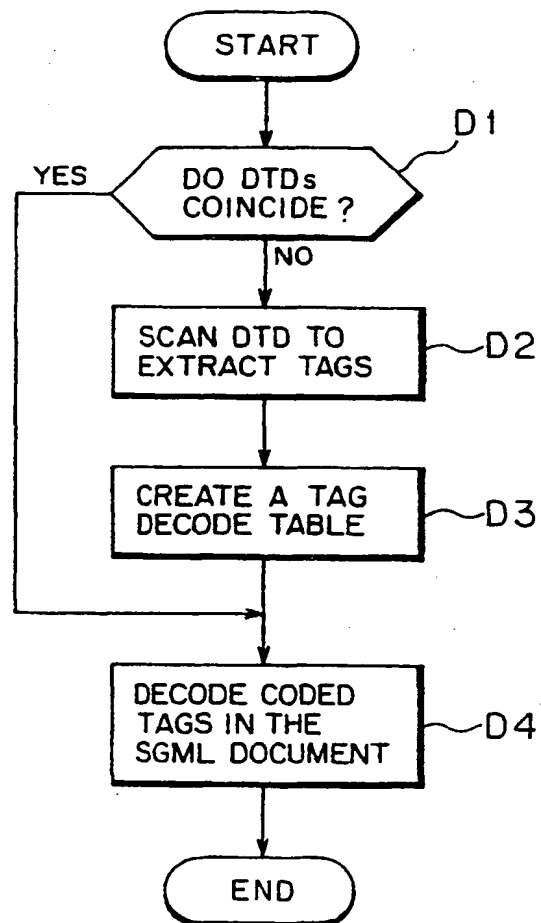 START
D1
YES
DO DTDs
COINCIDE?
NO
SCAN DTD TO
EXTRACT TAGS
D2
CREATE A TAG
DECODE TABLE
D3
DECODE CODED
TAGS IN THE
SGML DOCUMENT
D4
END